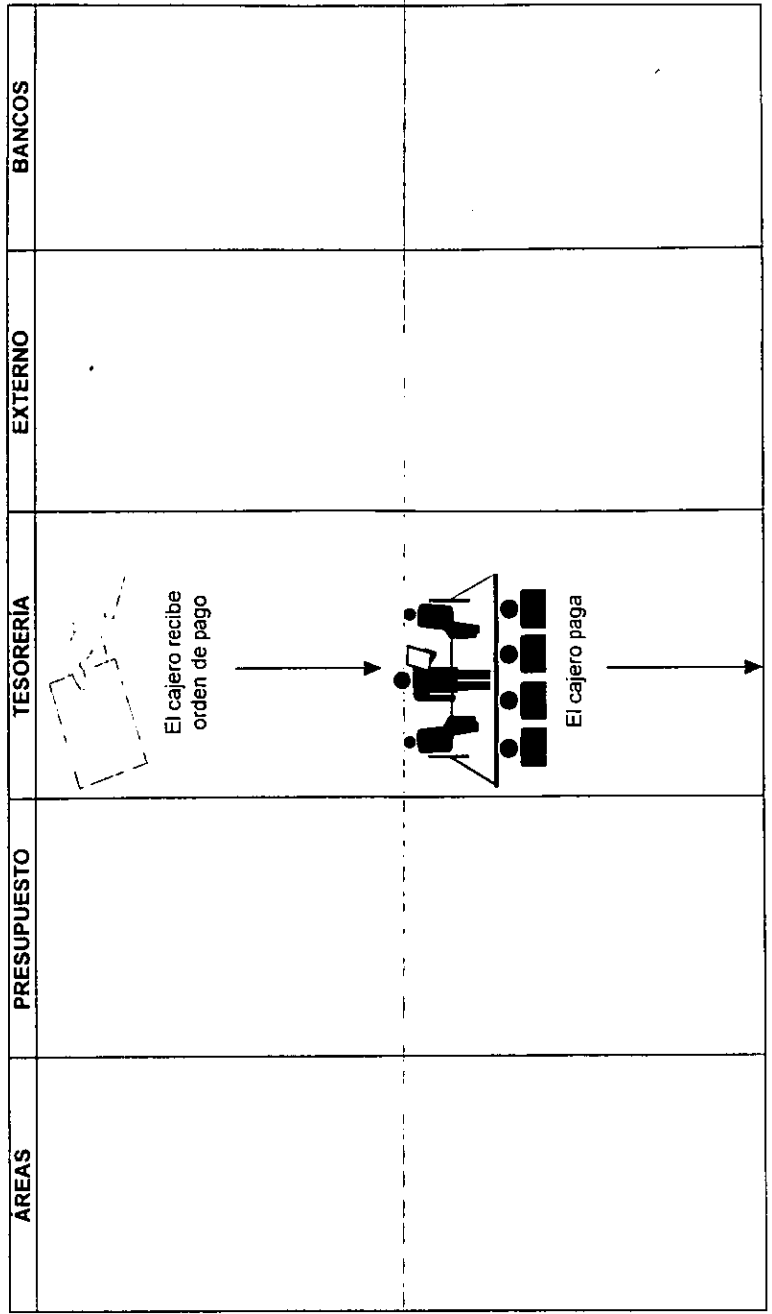 ÁREAS
PRESUPUESTO
TESORERÍA
EXTERNO
BANCOS
El cajero recibe
orden de pago
El cajero paga